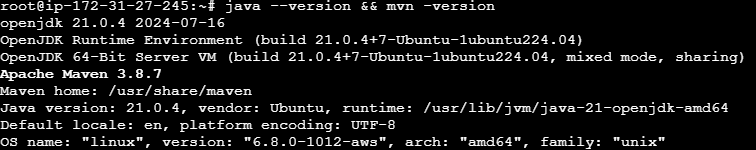 root@ip-172-31-27-245:~# java --version && mvn -version
openjdk 21.0.4 2024-07-16
OpenJDK Runtime Environment (build 21.0.4+7-Ubuntu-1ubuntu224.04)
OpenJDK 64-Bit Server VM (build 21.0.4+7-Ubuntu-1ubuntu224.04, mixed mode, sharing)
Apache Maven 3.8.7
Maven home: /usr/share/maven
Java version: 21.0.4, vendor: Ubuntu, runtime: /usr/lib/jvm/java-21-openjdk-amd64
Default locale: en, platform encoding: UTF-8
OS name: "linux", version: "6.8.0-1012-aws", arch: "amd64", family: "unix"